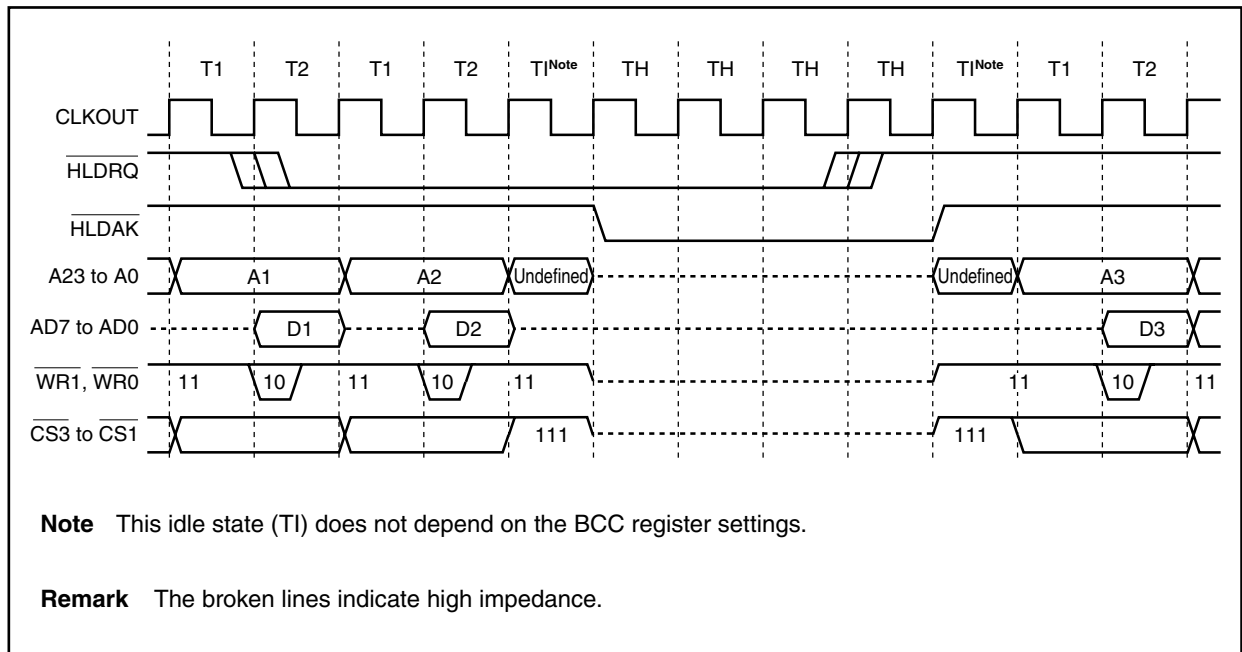 T1 T2 T1 T2 TINote TH TH TH TH TINote T1 T2
CLKOUT
HLDRQ
HLDAK
A23 to A0 A1 A2 Undefined Undefined A3
AD7 to AD0 D1 D2 D3
WR1, WR0 11 10 11 10 11 11 10 11
CS3 to CS1 111 111
Note This idle state (TI) does not depend on the BCC register settings.
Remark The broken lines indicate high impedance.